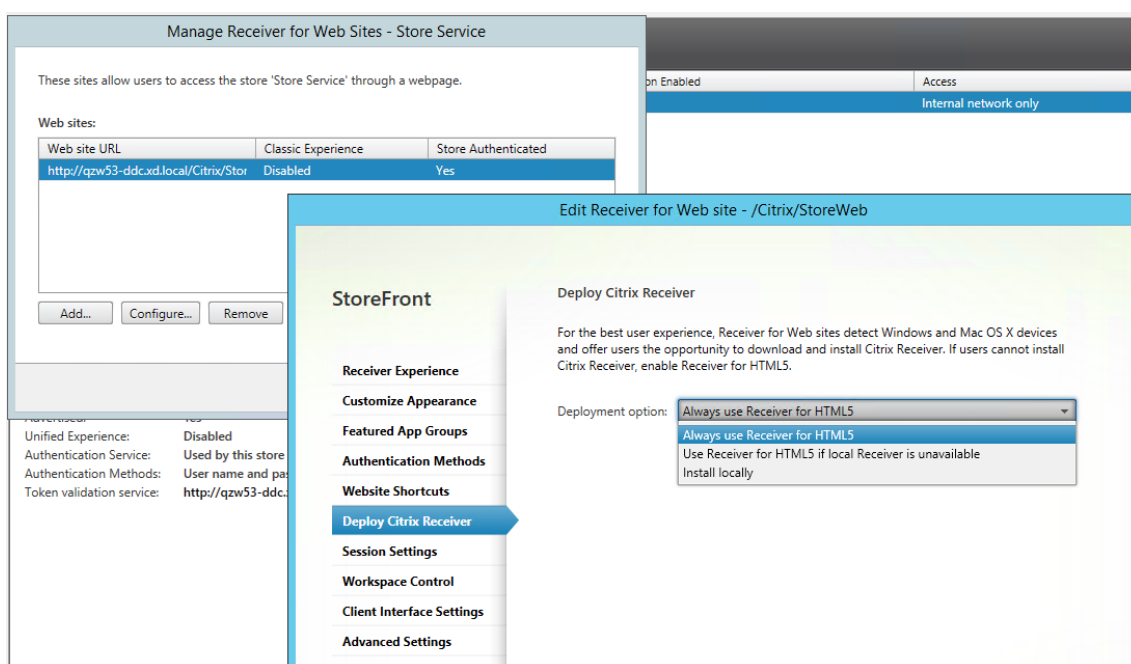 Manage Receiver for Web Sites - Store Service
These sites allow users to access the store 'Store Service' through a webpage.
Web sites:
Web site URL Classic Experience Store Authenticated
http://qzw53-ddc.xd.local/Citrix/Stor Disabled Yes
Add... Configure... Remove
on Enabled Access
Internal network only
Unified Experience: Disabled
Authentication Service: Used by this store
Authentication Methods: User name and pas
Token validation service: http://qzw53-ddc.
Edit Receiver for Web site - /Citrix/StoreWeb
StoreFront
Receiver Experience
Customize Appearance
Featured App Groups
Authentication Methods
Website Shortcuts
Deploy Citrix Receiver
Session Settings
Workspace Control
Client Interface Settings
Advanced Settings
Deploy Citrix Receiver
For the best user experience, Receiver for Web sites detect Windows and Mac OS X devices
and offer users the opportunity to download and install Citrix Receiver. If users cannot install
Citrix Receiver, enable Receiver for HTML5.
Deployment option: Always use Receiver for HTML5
Always use Receiver for HTML5
Use Receiver for HTML5 if local Receiver is unavailable
Install locally